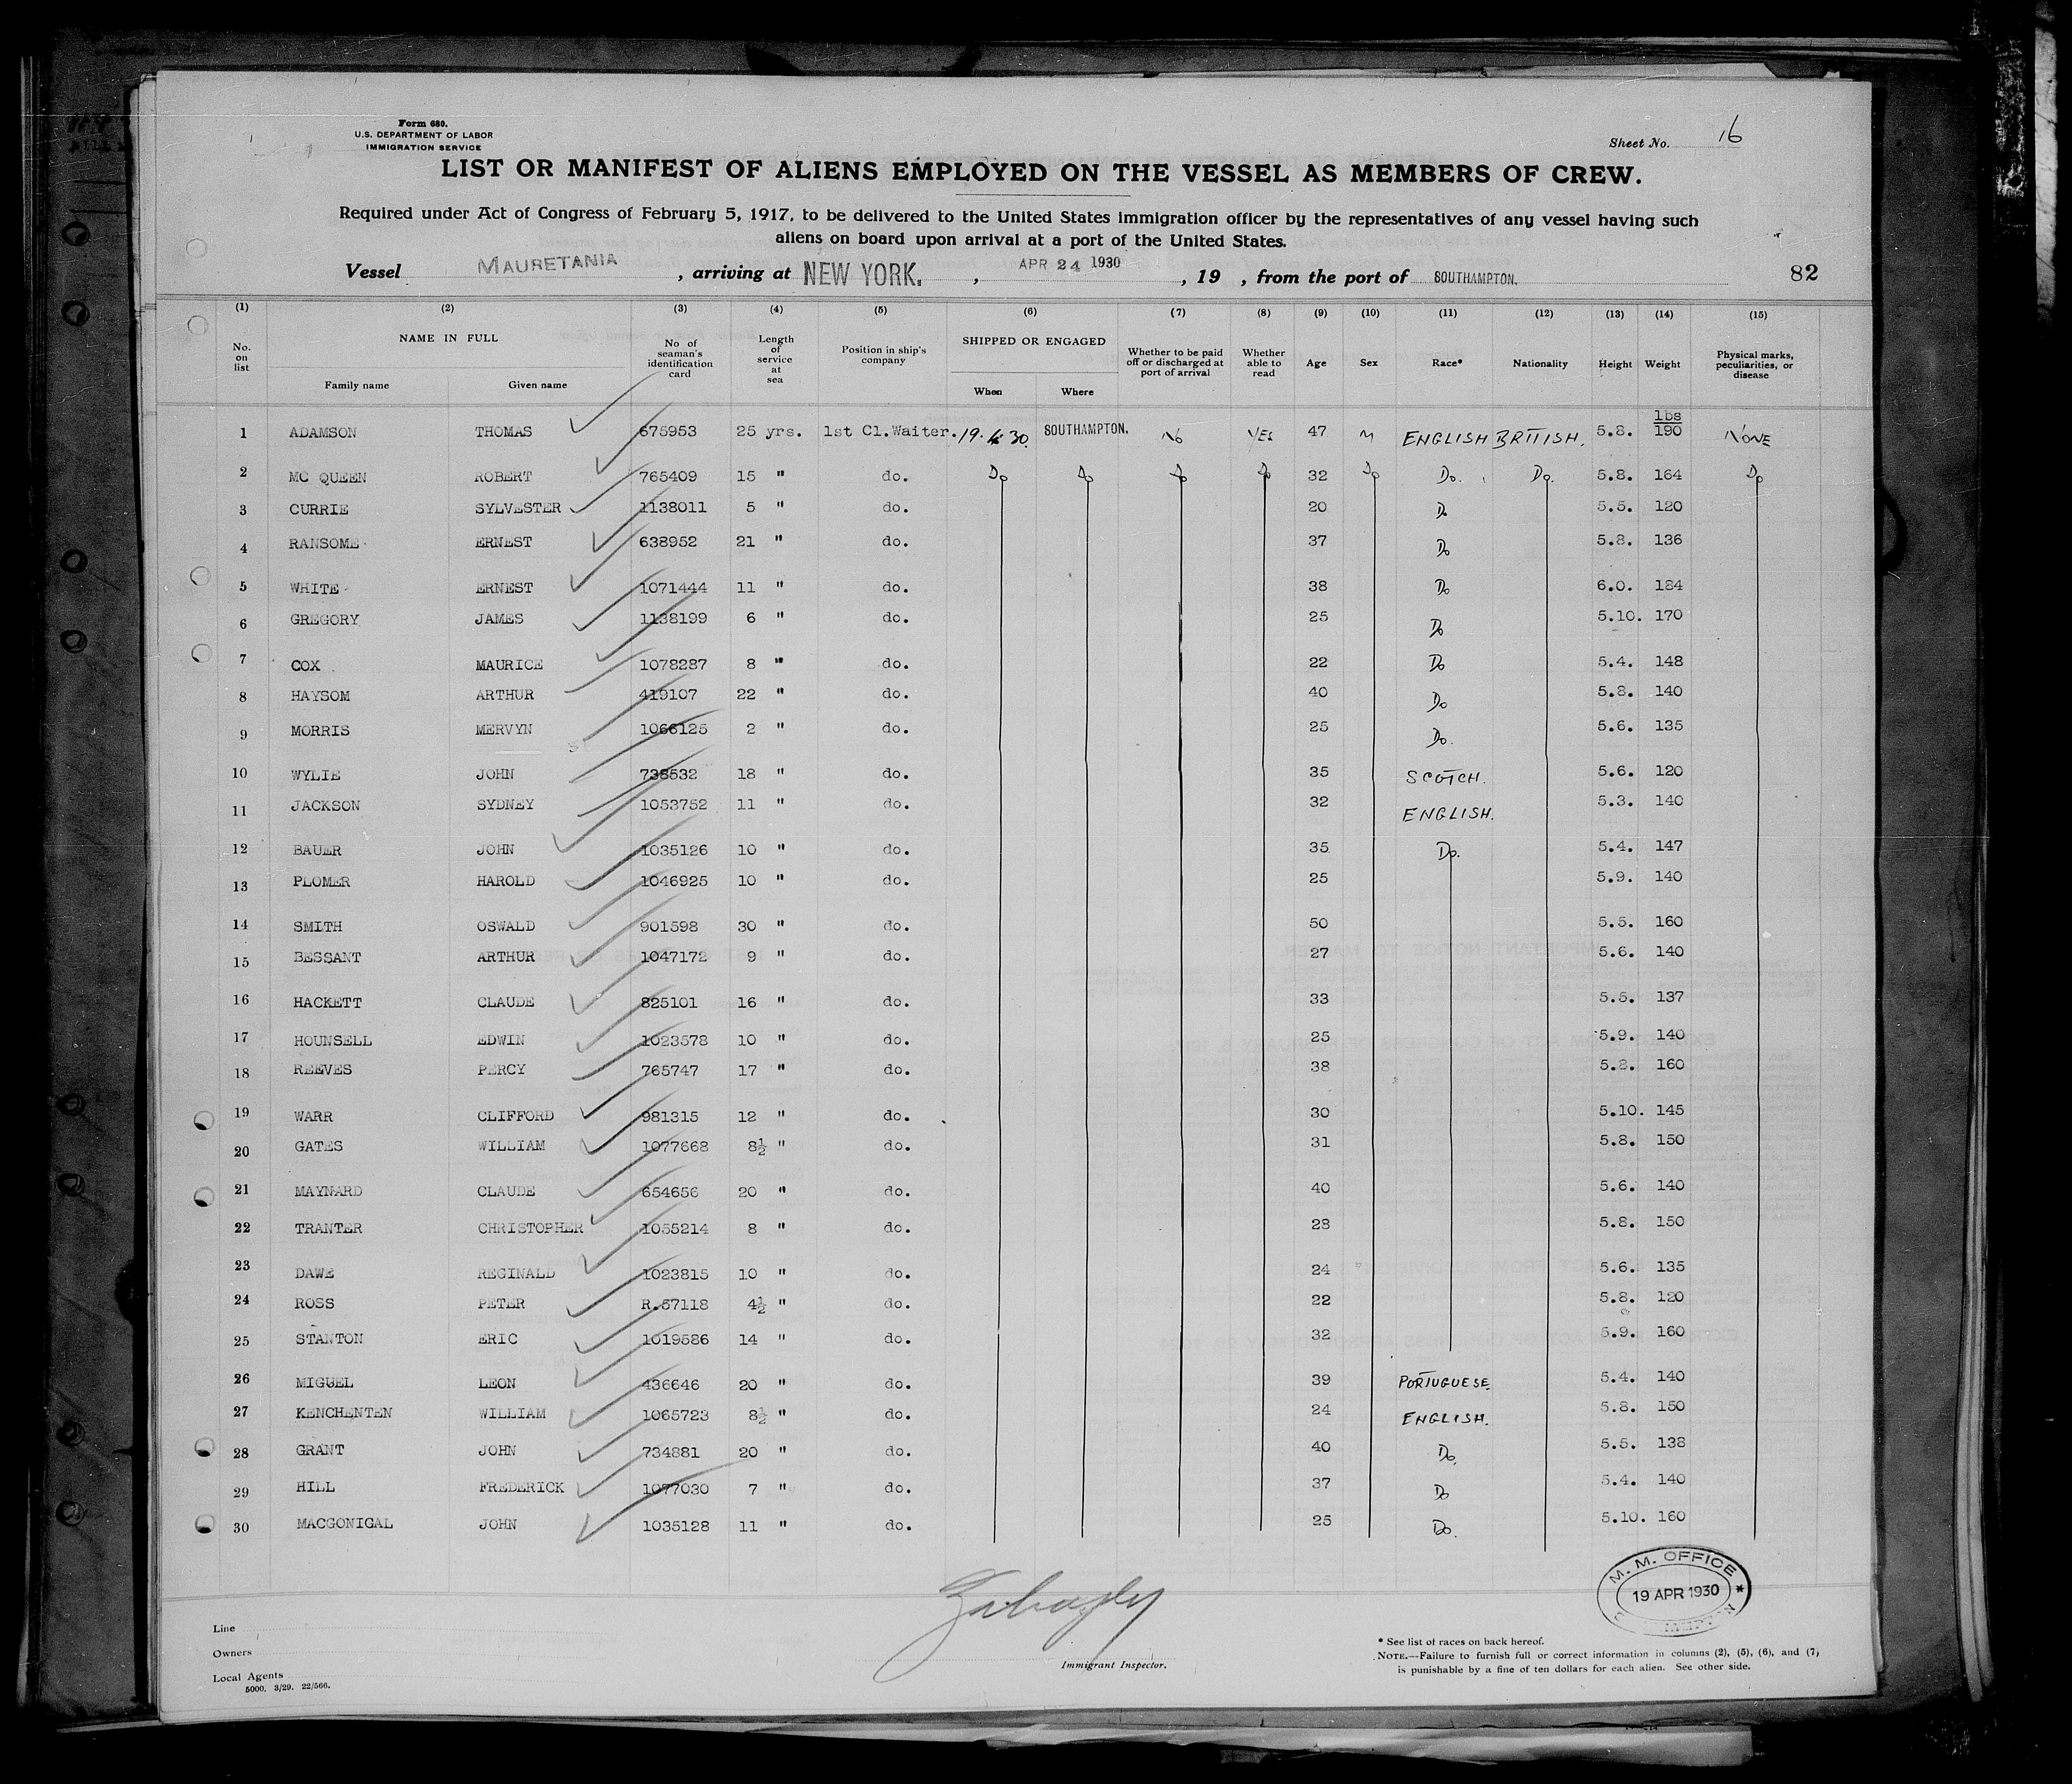 Form 680.
U.S. DEPARTMENT OF LABOR
IMMIGRATION SERVICE
Sheet No. 16
LIST OR MANIFEST OF ALIENS EMPLOYED ON THE VESSEL AS MEMBERS OF CREW.
Required under Act of Congress of February 5, 1917, to be delivered to the United States immigration officer by the representatives of any vessel having such
aliens on board upon arrival at a port of the United States.
Vessel MAURETANIA, arriving at NEW YORK., APR 24 1930, 19 , from the port of SOUTHAMPTON. 82
(1) (2) (3) (4) (5) (6) (7) (8) (9) (10) (11) (12) (13) (14) (15)
No. on list NAME IN FULL Family name Given name No. of seaman's identification card Length of service at sea Position in ship's company SHIPPED OR ENGAGED When Where Whether to be paid off or discharged at port of arrival Whether able to read Age Sex Race* Nationality Height Weight Physical marks, peculiarities, or disease
lbs
1 ADAMSON THOMAS 675953 25 yrs. 1st Cl.Waiter. 19.4.30. SOUTHAMPTON. No YES 47 M ENGLISH BRITISH. 5.8. 190 NONE
2 MC QUEEN ROBERT 765409 15 " do. Do Do Do Do 32 Do Do. Do. 5.8. 164 Do
3 CURRIE SYLVESTER 1138011 5 " do. 20 Do 5.5. 120
4 RANSOME ERNEST 638952 21 " do. 37 Do 5.8. 136
5 WHITE ERNEST 1071444 11 " do. 38 Do 6.0. 184
6 GREGORY JAMES 1138199 6 " do. 25 Do 5.10. 170
7 COX MAURICE 1078287 8 " do. 22 Do 5.4. 148
8 HAYSOM ARTHUR 419107 22 " do. 40 Do 5.8. 140
9 MORRIS MERVYN 1066125 2 " do. 25 Do. 5.6. 135
10 WYLIE JOHN 738532 18 " do. 35 SCOTCH. 5.6. 120
11 JACKSON SYDNEY 1053752 11 " do. 32 ENGLISH. 5.3. 140
12 BAUER JOHN 1035126 10 " do. 35 Do. 5.4. 147
13 PLOMER HAROLD 1046925 10 " do. 25 5.9. 140
14 SMITH OSWALD 901598 30 " do. 50 5.5. 160
15 BESSANT ARTHUR 1047172 9 " do. 27 5.6. 140
16 HACKETT CLAUDE 825101 16 " do. 33 5.5. 137
17 HOUNSELL EDWIN 1023578 10 " do. 25 5.9. 140
18 REEVES PERCY 765747 17 " do. 38 5.8. 160
19 WARR CLIFFORD 981315 12 " do. 30 5.10. 145
20 GATES WILLIAM 1077668 8½ " do. 31 5.8. 150
21 MAYNARD CLAUDE 654656 20 " do. 40 5.6. 140
22 TRANTER CHRISTOPHER 1055214 8 " do. 28 5.8. 150
23 DAWE REGINALD 1023815 10 " do. 24 5.6. 135
24 ROSS PETER R.67118 4½ " do. 22 5.8. 120
25 STANTON ERIC 1019586 14 " do. 32 5.9. 160
26 MIGUEL LEON 436646 20 " do. 39 PORTUGUESE. 5.4. 140
27 KENCHENTEN WILLIAM 1065723 8½ " do. 24 ENGLISH. 5.8. 150
28 GRANT JOHN 734881 20 " do. 40 Do. 5.5. 138
29 HILL FREDERICK 1077030 7 " do. 37 Do 5.4. 140
30 MACGONIGAL JOHN 1035128 11 " do. 25 Do. 5.10. 160
M. M. OFFICE
19 APR 1930
Line
Owners
Local Agents
5000. 3/29. 22/566.
Immigrant Inspector.
* See list of races on back hereof.
NOTE.—Failure to furnish full or correct information in columns (2), (5), (6), and (7)
is punishable by a fine of ten dollars for each alien. See other side.